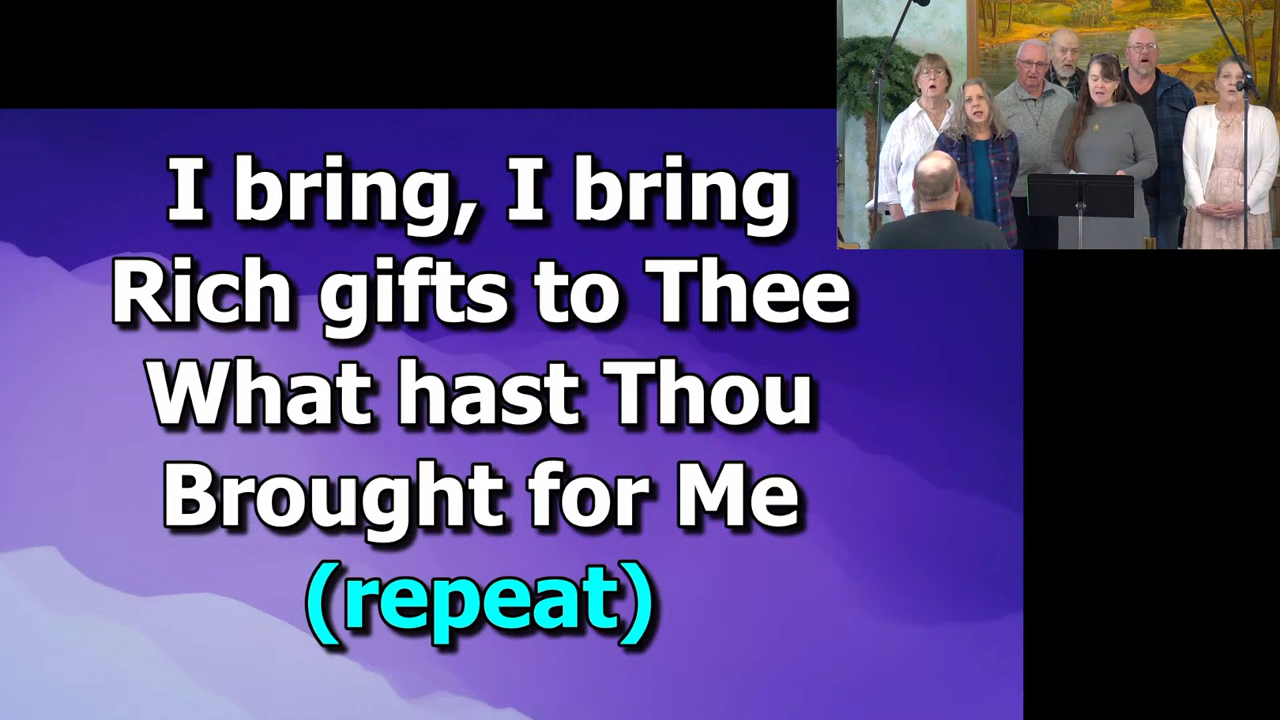 I bring, I bring
Rich gifts to Thee
What hast Thou
Brought for Me
(repeat)